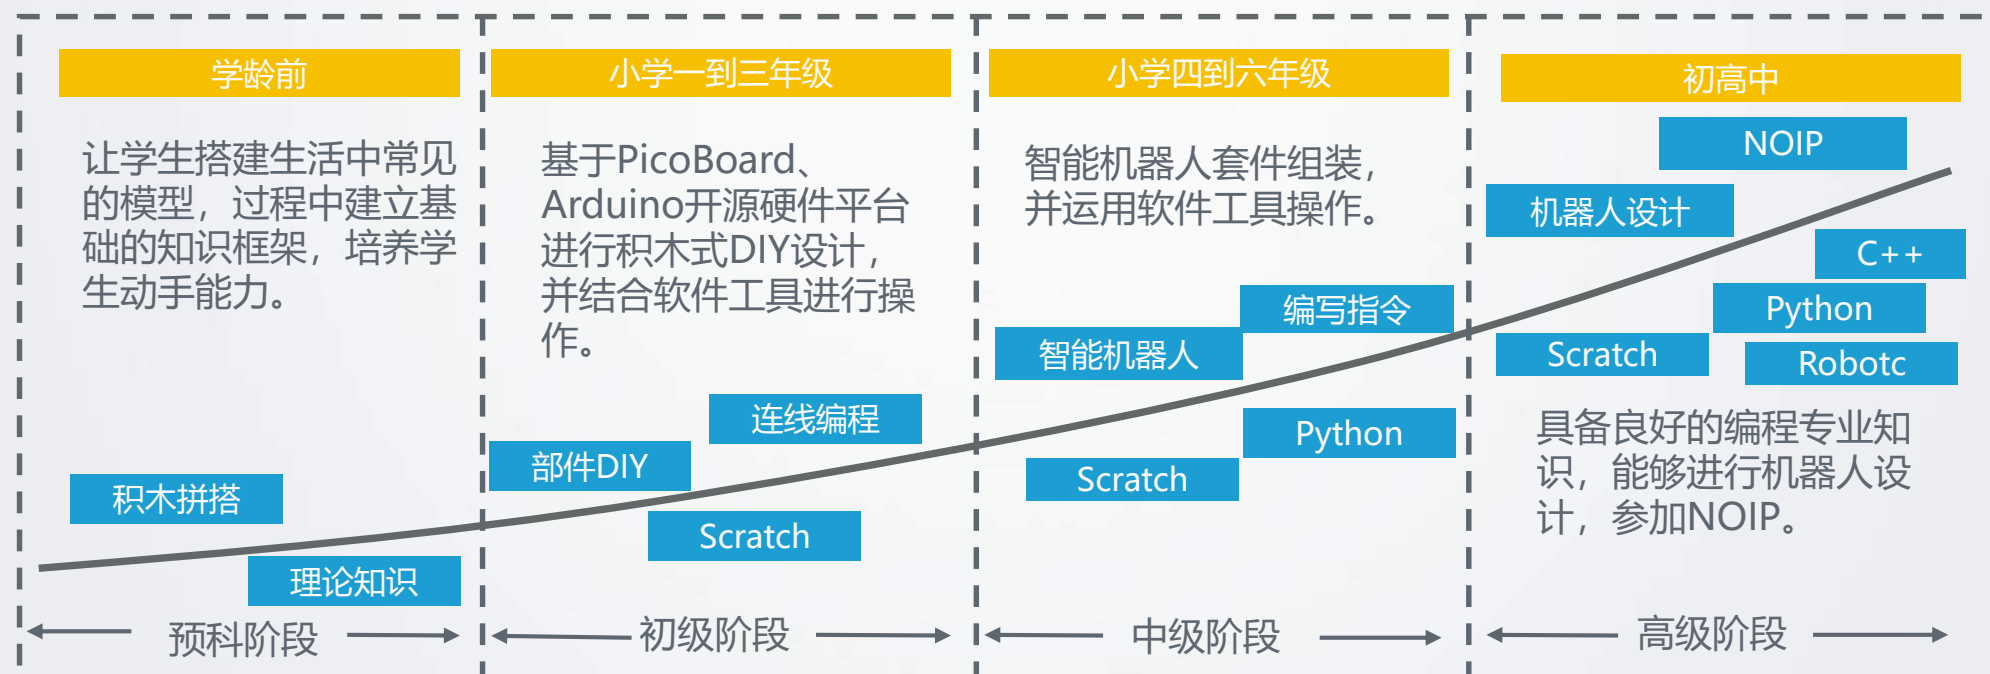 学龄前
让学生搭建生活中常见
的模型，过程中建立基
础的知识框架，培养学
生动手能力。
积木拼搭
理论知识
预科阶段
小学一到三年级
基于PicoBoard、
Arduino开源硬件平台
进行积木式DIY设计，
并结合软件工具进行操
作。
连线编程
部件DIY
Scratch
初级阶段
小学四到六年级
智能机器人套件组装，
并运用软件工具操作。
编写指令
智能机器人
Python
Scratch
中级阶段
初高中
NOIP
机器人设计
C++
Python
Scratch
Robotc
具备良好的编程专业知
识，能够进行机器人设
计，参加NOIP。
高级阶段